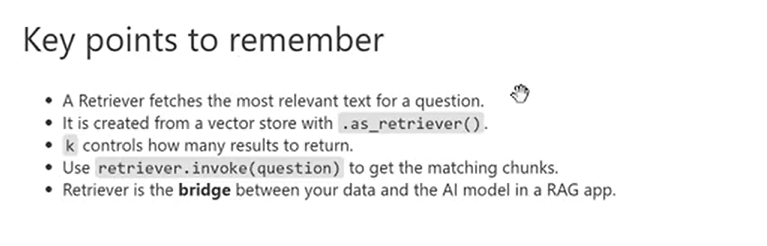 Key points to remember
• A Retriever fetches the most relevant text for a question.
• It is created from a vector store with .as_retriever().
• k controls how many results to return.
• Use retriever.invoke(question) to get the matching chunks.
• Retriever is the bridge between your data and the AI model in a RAG app.